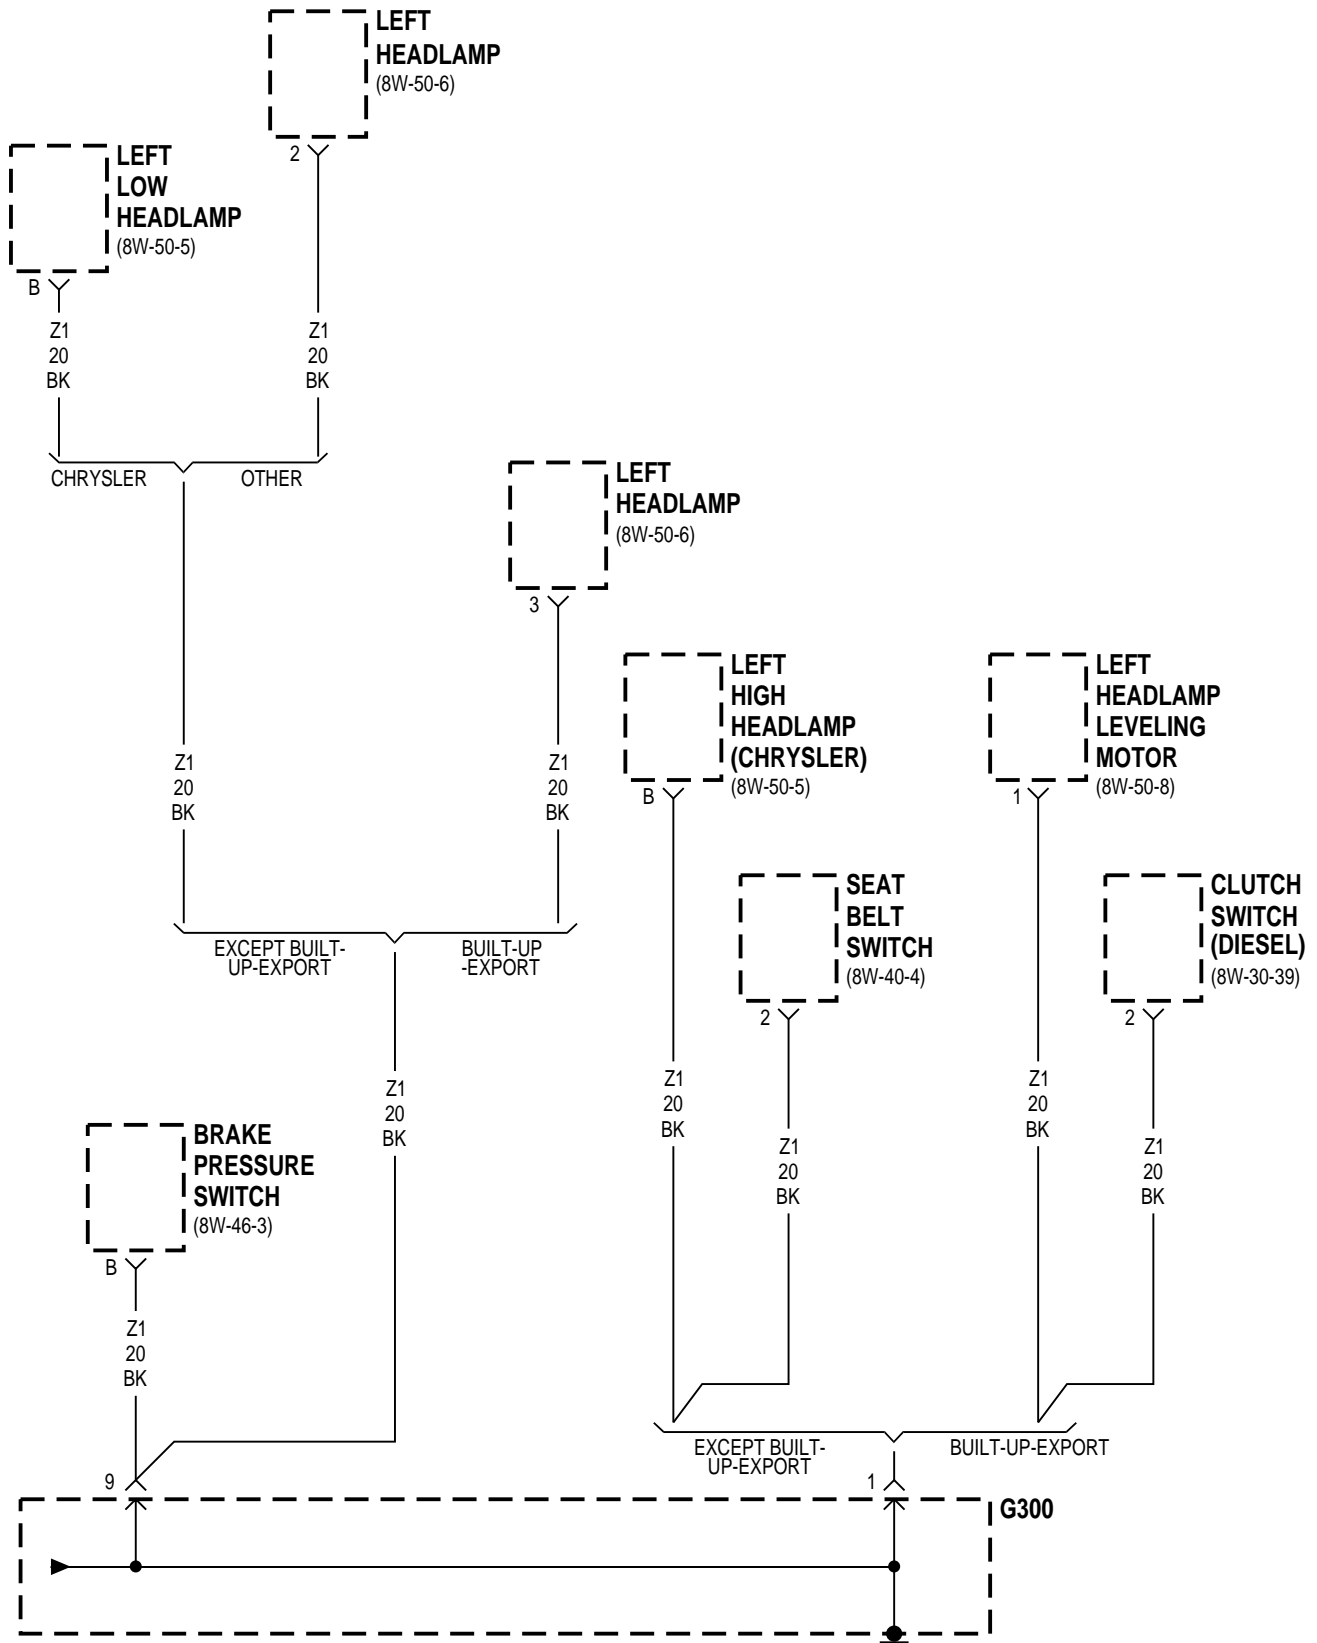 LEFT
HEADLAMP
(8W-50-6)
2
LEFT
LOW
HEADLAMP
(8W-50-5)
B
Z1
20
BK
Z1
20
BK
CHRYSLER
OTHER
LEFT
HEADLAMP
(8W-50-6)
3
LEFT
HIGH
HEADLAMP
(CHRYSLER)
(8W-50-5)
B
LEFT
HEADLAMP
LEVELING
MOTOR
(8W-50-8)
1
Z1
20
BK
Z1
20
BK
SEAT
BELT
SWITCH
(8W-40-4)
2
CLUTCH
SWITCH
(DIESEL)
(8W-30-39)
2
EXCEPT BUILT-
UP-EXPORT
BUILT-UP
-EXPORT
Z1
20
BK
Z1
20
BK
Z1
20
BK
Z1
20
BK
Z1
20
BK
BRAKE
PRESSURE
SWITCH
(8W-46-3)
B
Z1
20
BK
EXCEPT BUILT-
UP-EXPORT
BUILT-UP-EXPORT
9
1
G300